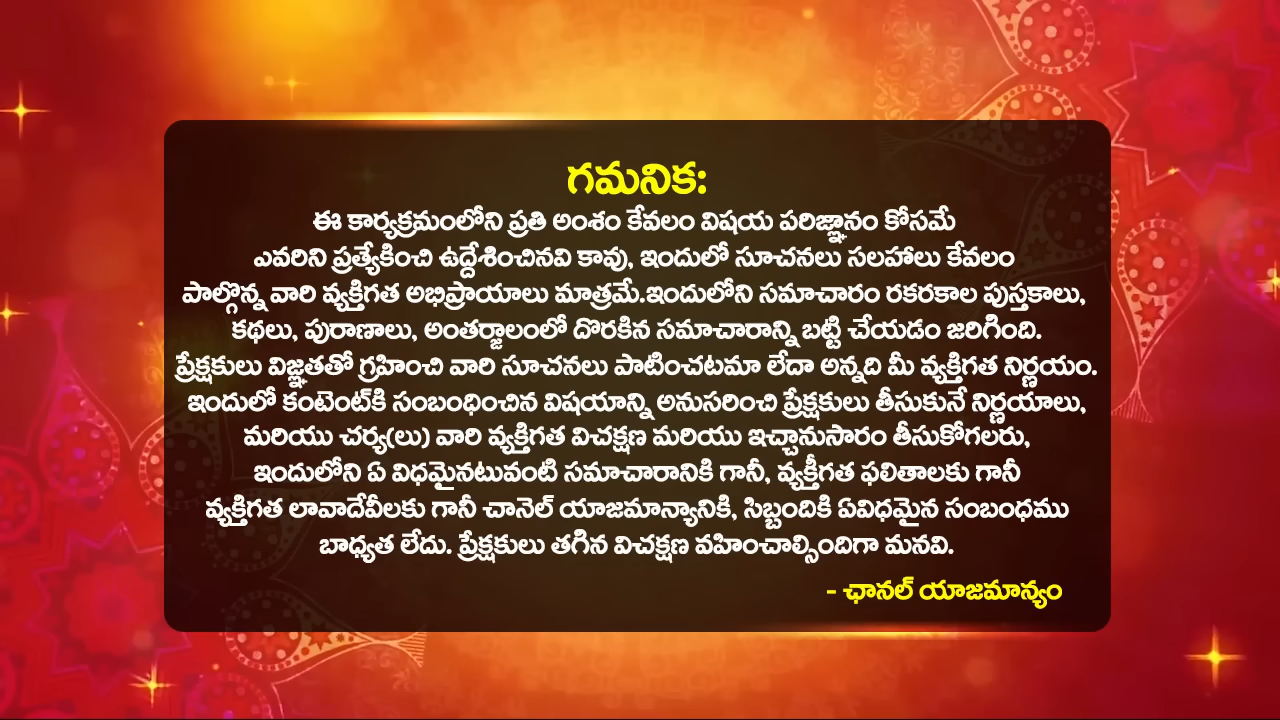 గమనిక:
ఈ కార్యక్రమంలోని ప్రతి అంశం కేవలం విషయ పరిజ్ఞానం కోసమే
ఎవరిని ప్రత్యేకించి ఉద్దేశించినవి కావు, ఇందులో సూచనలు సలహాలు కేవలం
పాల్గొన్న వారి వ్యక్తిగత అభిప్రాయాలు మాత్రమే.ఇందులోని సమాచారం రకరకాల పుస్తకాలు,
కథలు, పురాణాలు, అంతర్జాలంలో దొరకిన సమాచారాన్ని బట్టి చేయడం జరిగింది.
ప్రేక్షకులు విజ్ఞతతో గ్రహించి వారి సూచనలు పాటించటమా లేదా అన్నది మీ వ్యక్తిగత నిర్ణయం.
ఇందులో కంటెంట్‌కి సంబంధించిన విషయాన్ని అనుసరించి ప్రేక్షకులు తీసుకునే నిర్ణయాలు,
మరియు చర్య(లు) వారి వ్యక్తిగత విచక్షణ మరియు ఇచ్చానుసారం తీసుకోగలరు,
ఇందులోని ఏ విధమైనటువంటి సమాచారానికి గానీ, వ్యక్తీగత ఫలితాలకు గానీ
వ్యక్తిగత లావాదేవీలకు గానీ చానెల్ యాజమాన్యానికి, సిబ్బందికి ఏవిధమైన సంబంధము
బాధ్యత లేదు. ప్రేక్షకులు తగిన విచక్షణ వహించాల్సిందిగా మనవి.
- ఛానల్ యాజమాన్యం